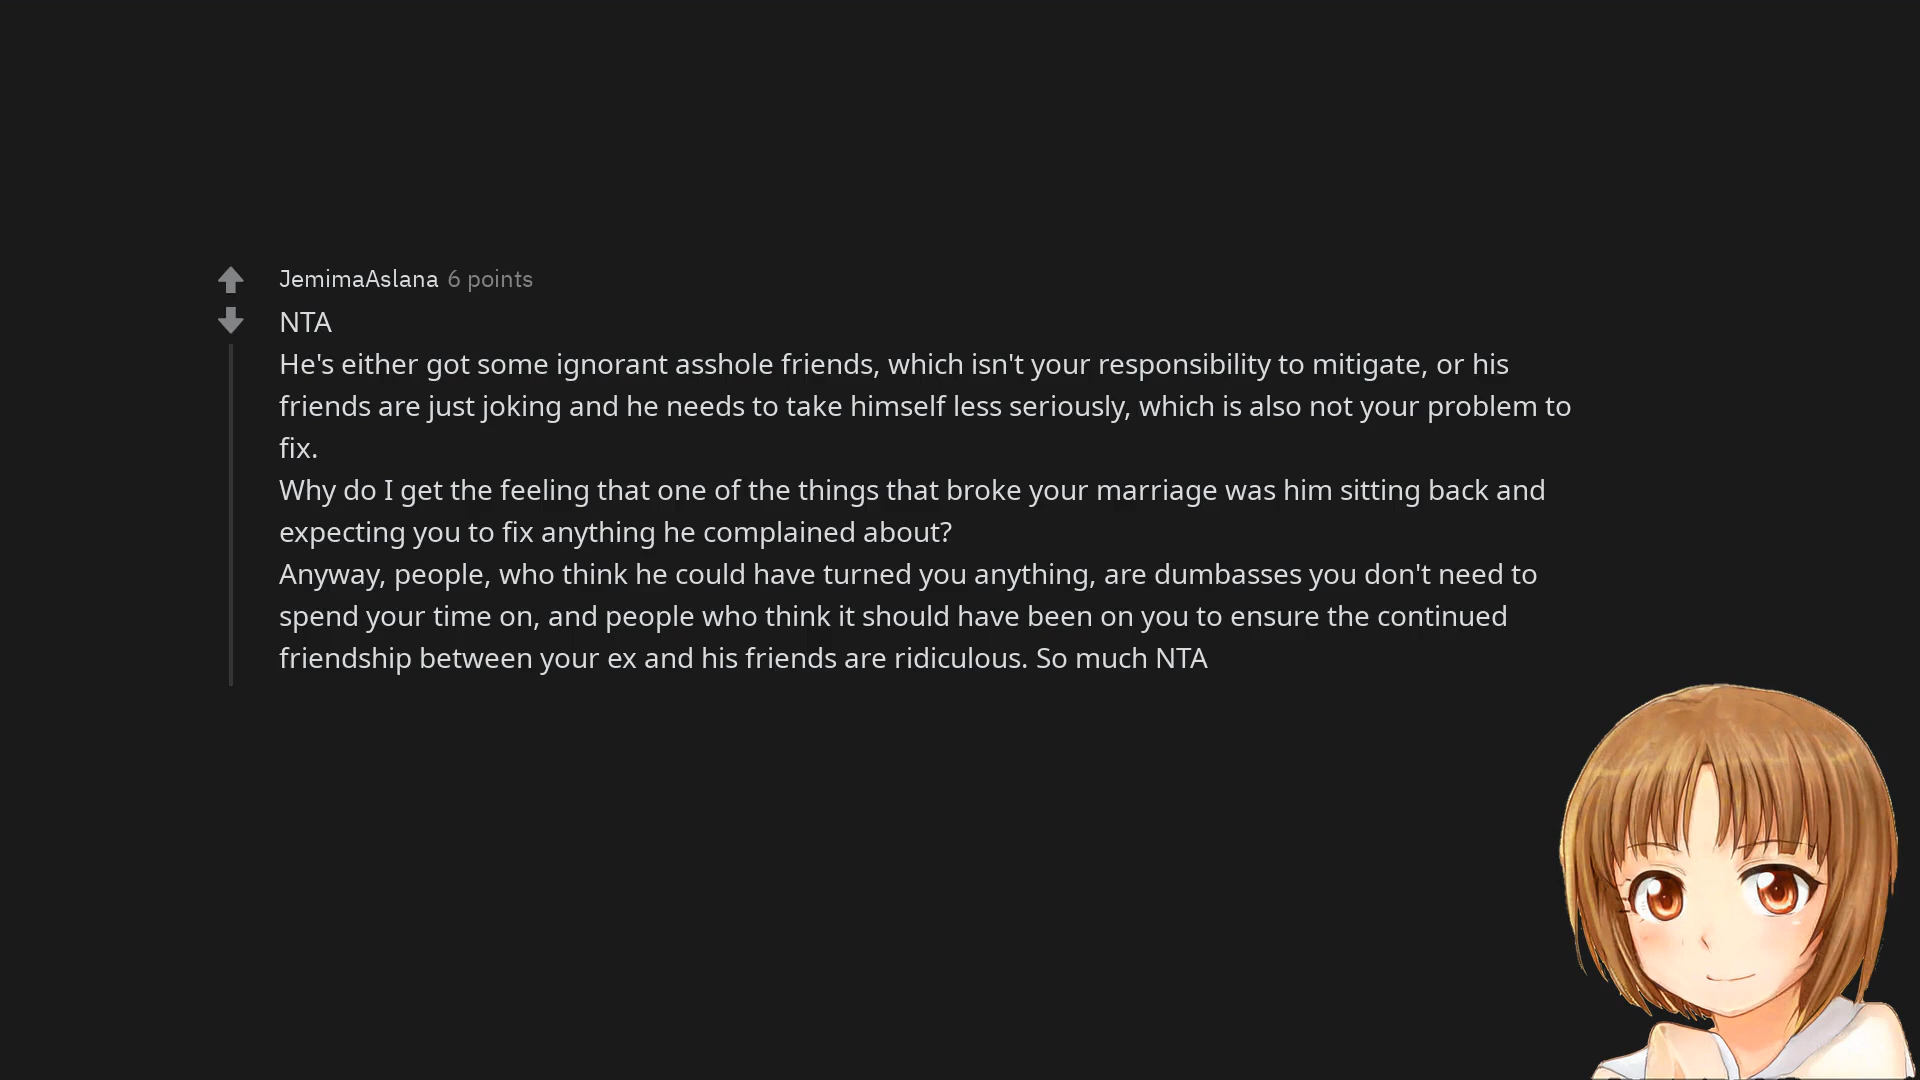 JemimaAslana 6 points
NTA
He's either got some ignorant asshole friends, which isn't your responsibility to mitigate, or his
friends are just joking and he needs to take himself less seriously, which is also not your problem to
fix.
Why do I get the feeling that one of the things that broke your marriage was him sitting back and
expecting you to fix anything he complained about?
Anyway, people, who think he could have turned you anything, are dumbasses you don't need to
spend your time on, and people who think it should have been on you to ensure the continued
friendship between your ex and his friends are ridiculous. So much NTA